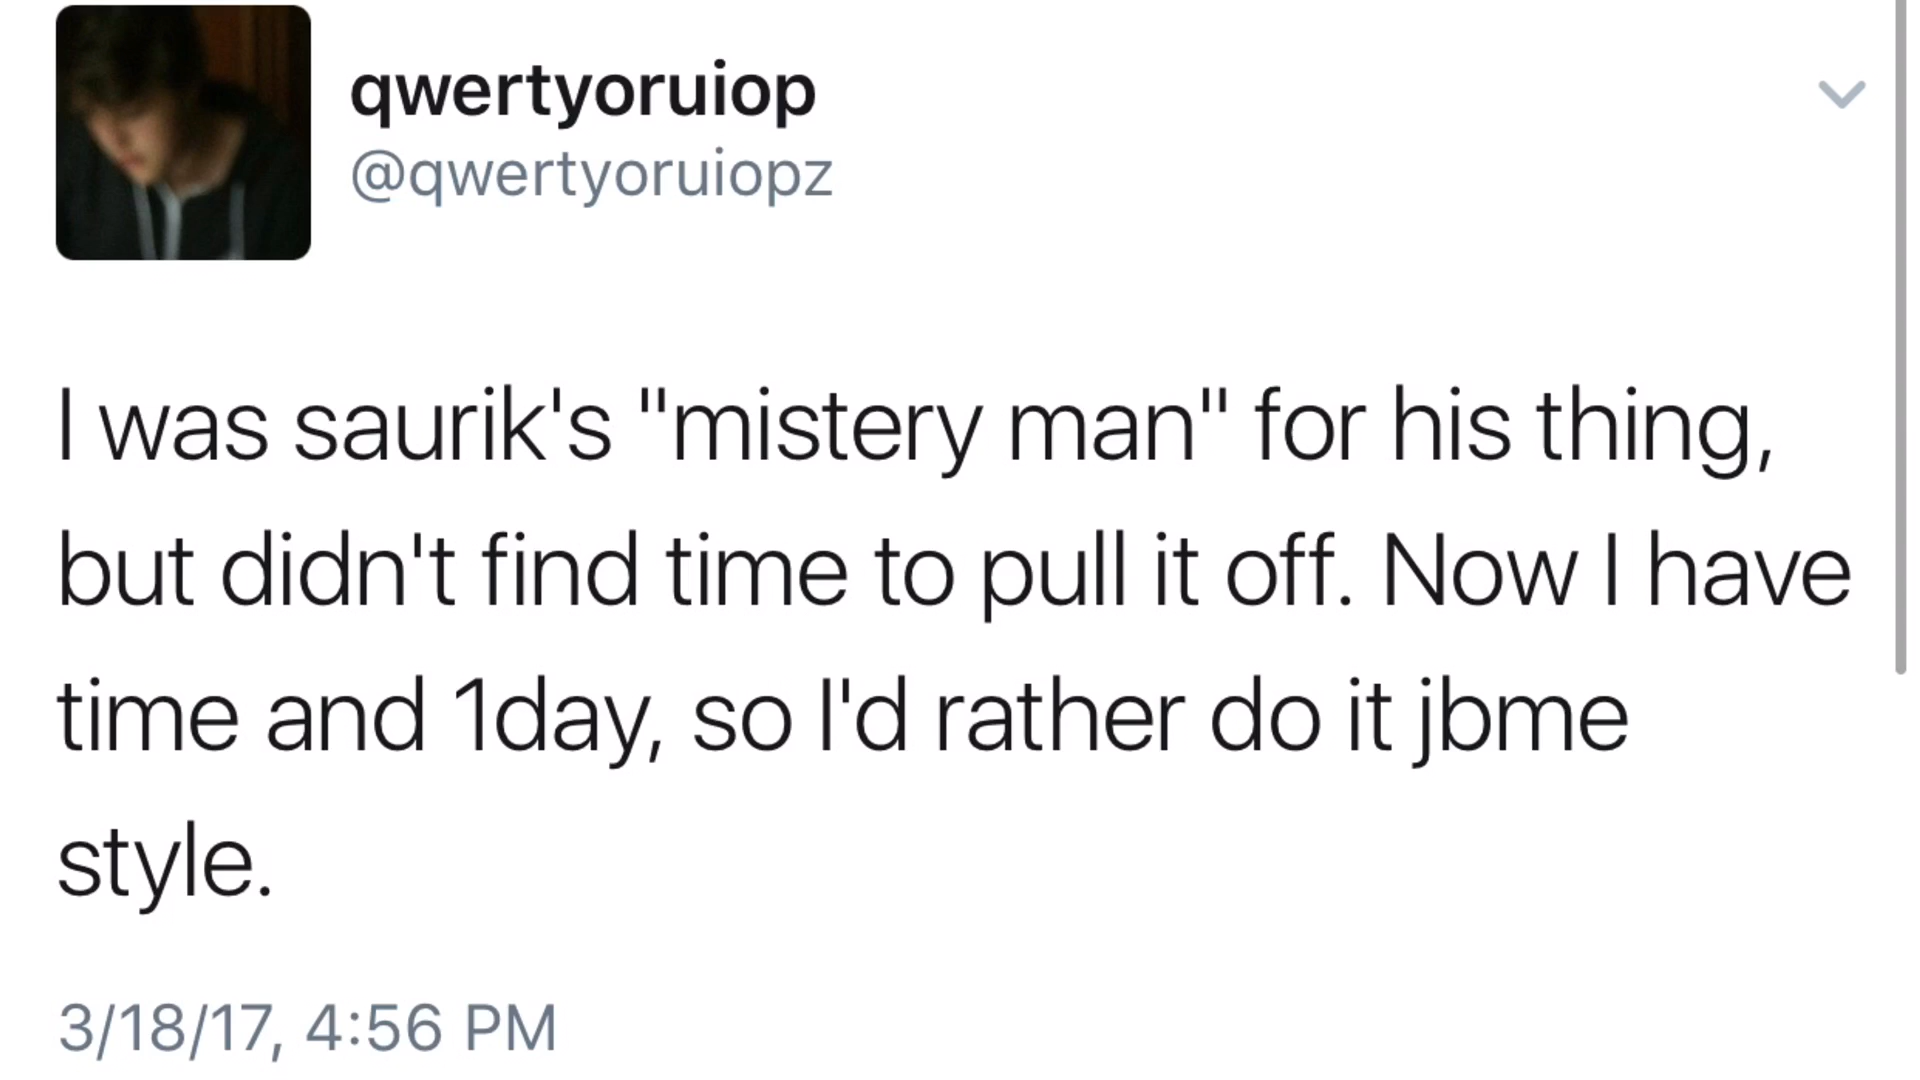 qwertyoruiop
@qwertyoruiopz
I was saurik's "mistery man" for his thing,
but didn't find time to pull it off. Now I have
time and 1day, so I'd rather do it jbme
style.
3/18/17, 4:56 PM